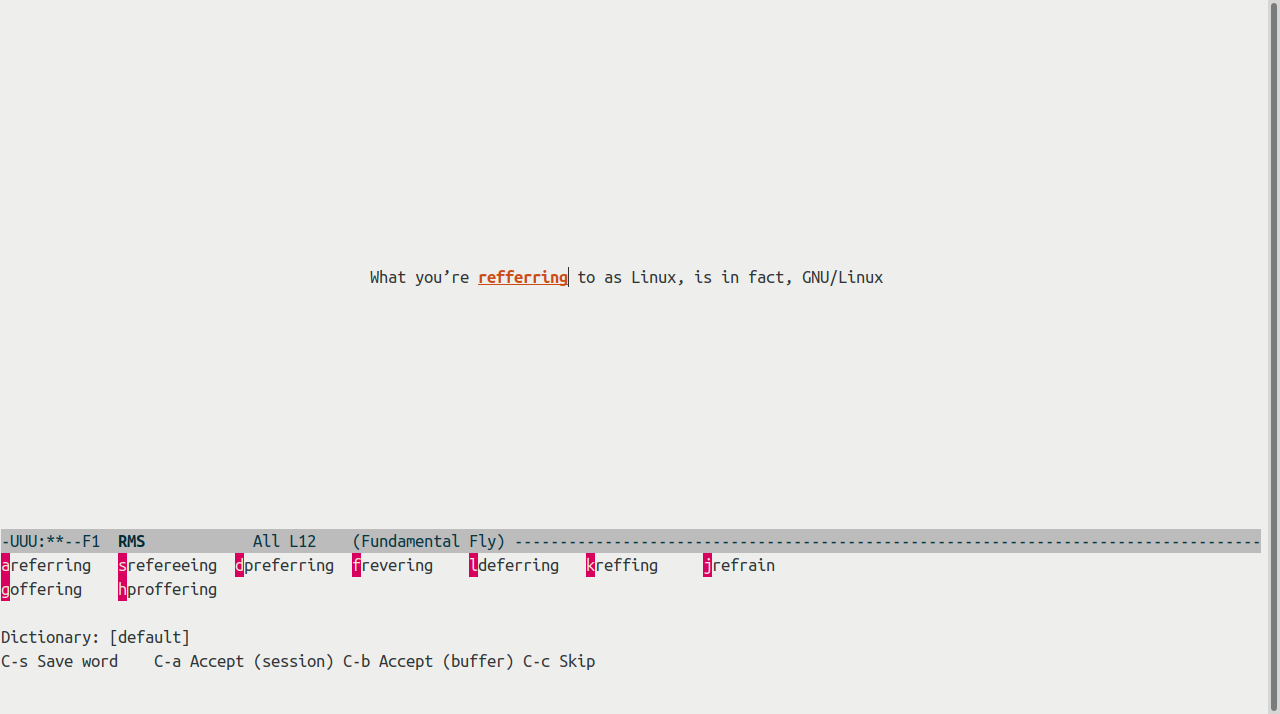 What you’re refferring to as Linux, is in fact, GNU/Linux
-UUU:**--F1  RMS            All L12    (Fundamental Fly) -----------------------------------------------------------------------------------
areferring   srefereeing  dpreferring  frevering    ldeferring   kreffing     jrefrain
goffering    hproffering
Dictionary: [default]
C-s Save word    C-a Accept (session) C-b Accept (buffer) C-c Skip